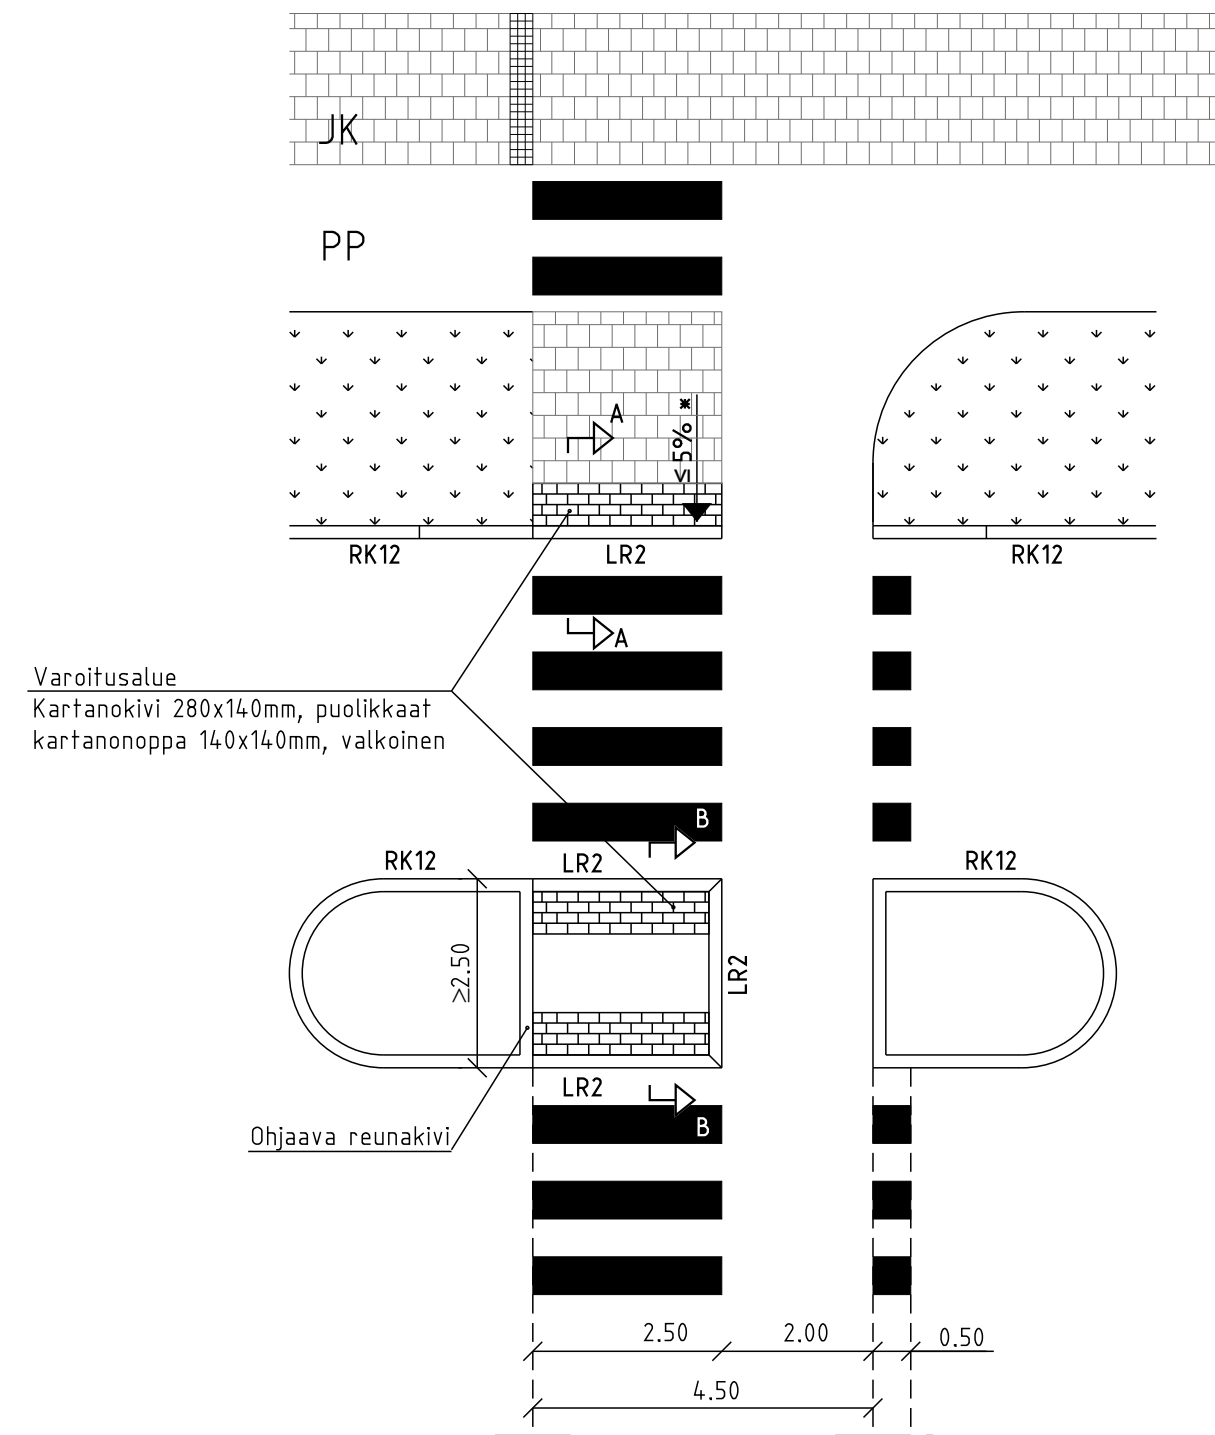 JK
PP
A
≤5% *
RK12
LR2
RK12
A
Varoitusalue
Kartanokivi 280x140mm, puolikkaat
kartanonoppa 140x140mm, valkoinen
B
RK12
LR2
RK12
≥2.50
LR2
LR2
B
Ohjaava reunakivi
2.50
2.00
0.50
4.50